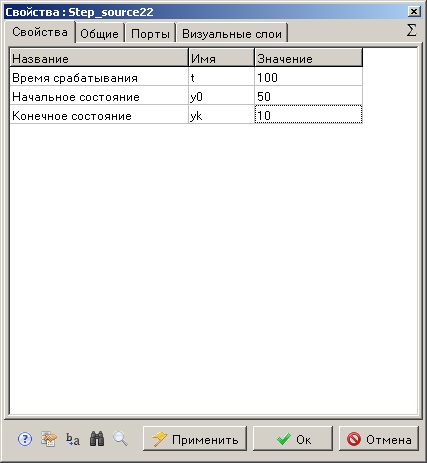 Свойства : Step_source22
Свойства Общие Порты Визуальные слои Σ
Название Имя Значение
Время срабатывания t 100
Начальное состояние y0 50
Конечное состояние yk 10
? b→a Применить Ок Отмена